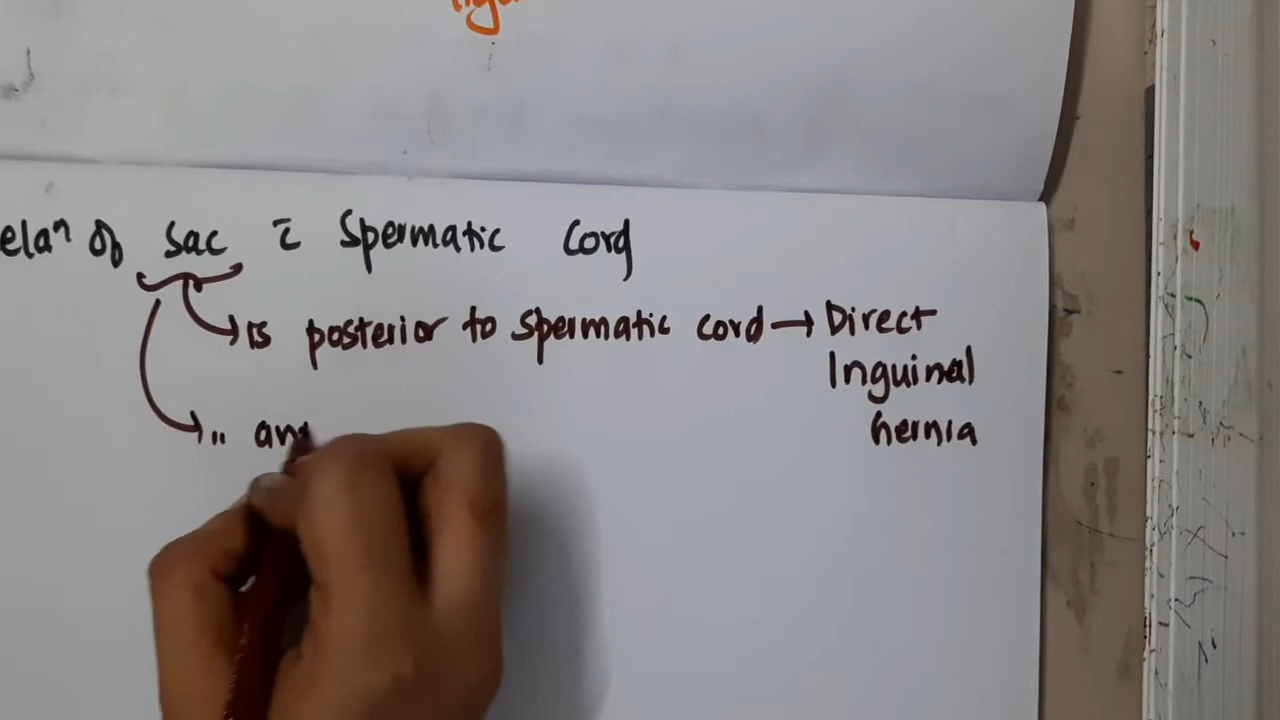 elaⁿ of sac c̄ Spermatic Cord
→ is posterior to spermatic cord → Direct
Inguinal
hernia
→ " an